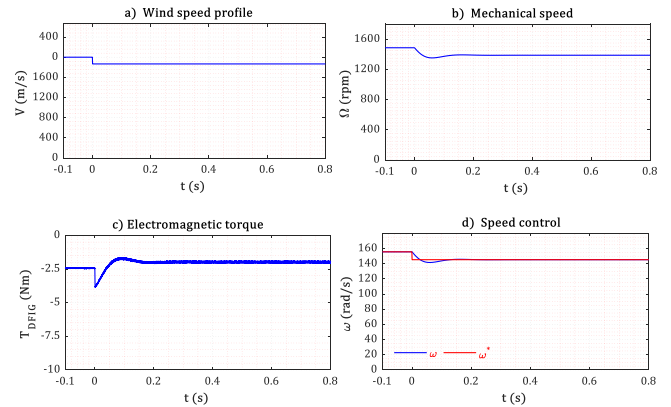 a) Wind speed profile
V (m/s)
400
0
1600
1200
800
400
0
-0.1 0 0.2 0.4 0.6 0.8
t (s)
b) Mechanical speed
Ω (rpm)
1600
1200
800
400
0
-0.1 0 0.2 0.4 0.6 0.8
t (s)
c) Electromagnetic torque
T_DFIG (Nm)
0
-2.5
-5
-7.5
-10
-0.1 0 0.2 0.4 0.6 0.8
t (s)
d) Speed control
ω (rad/s)
160
140
120
100
80
60
40
20
0
ω ω*
-0.1 0 0.2 0.4 0.6 0.8
t (s)